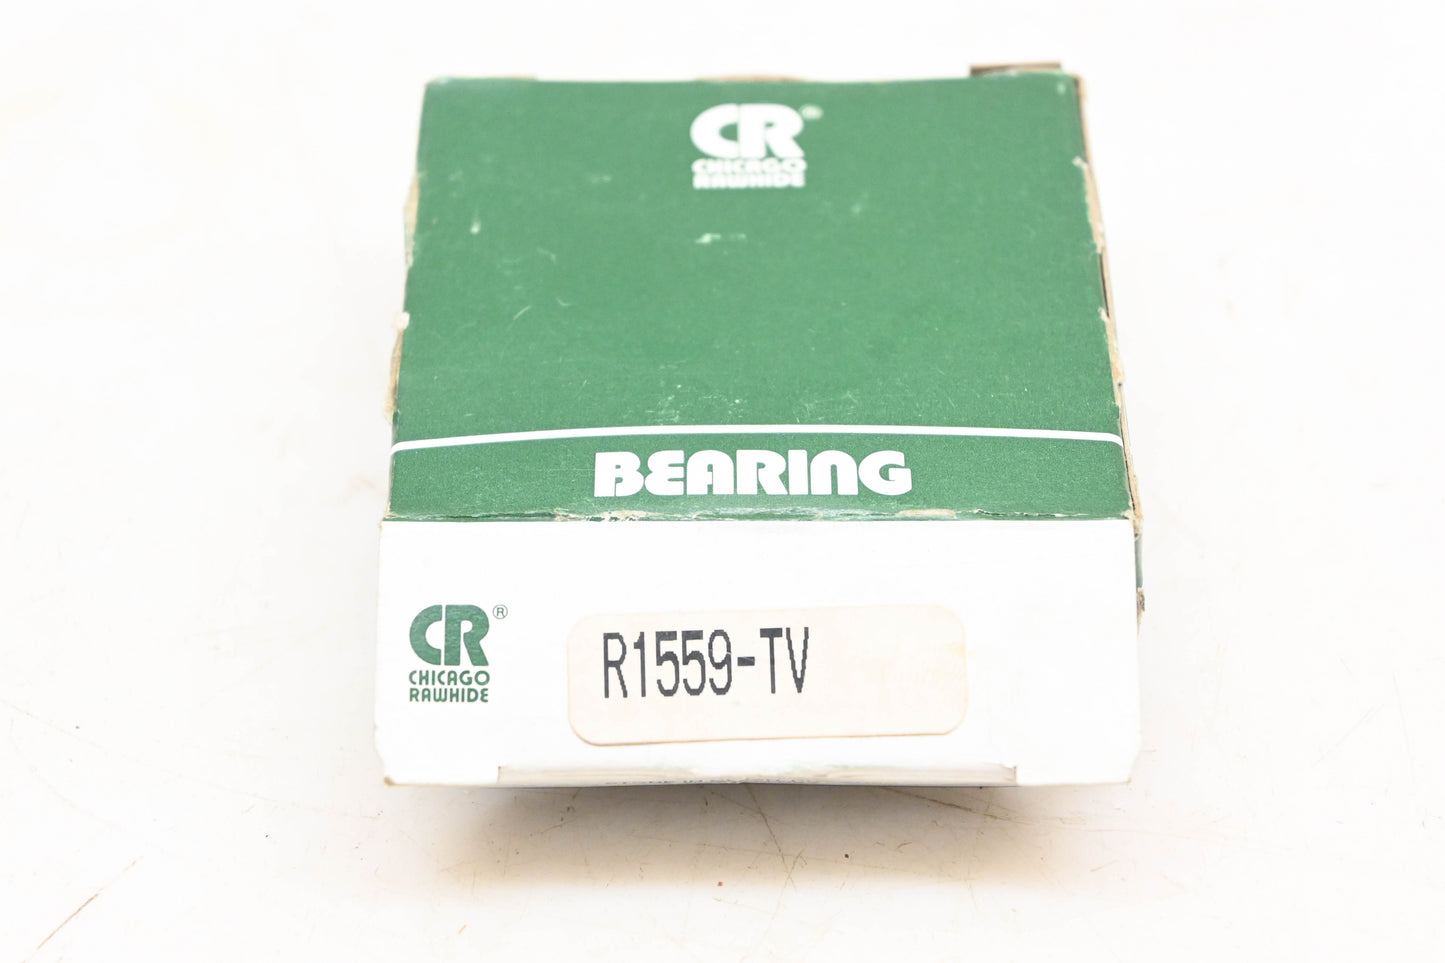 CR®
CHICAGO
RAWHIDE
BEARING
CR®
CHICAGO
RAWHIDE
R1559-TV